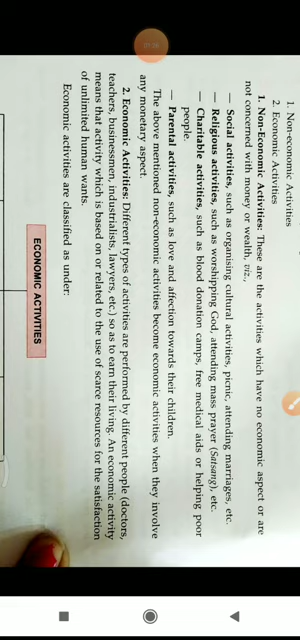 1. Non-economic Activities
2. Economic Activities
1. Non-Economic Activities: These are the activities which have no economic aspect or are
not concerned with money or wealth, viz.,
— Social activities, such as organising cultural activities, picnic, attending marriages, etc.
— Religious activities, such as worshipping God, attending mass prayer (Satsang), etc.
— Charitable activities, such as blood donation camps, free medical aids or helping poor
people.
— Parental activities, such as love and affection towards their children.
The above mentioned non-economic activities become economic activities when they involve
any monetary aspect.
2. Economic Activities: Different types of activities are performed by different people (doctors,
teachers, businessmen, industrialists, lawyers, etc.) so as to earn their living. An economic activity
means that activity which is based on or related to the use of scarce resources for the satisfaction
of unlimited human wants.
Economic activities are classified as under:
ECONOMIC ACTIVITIES